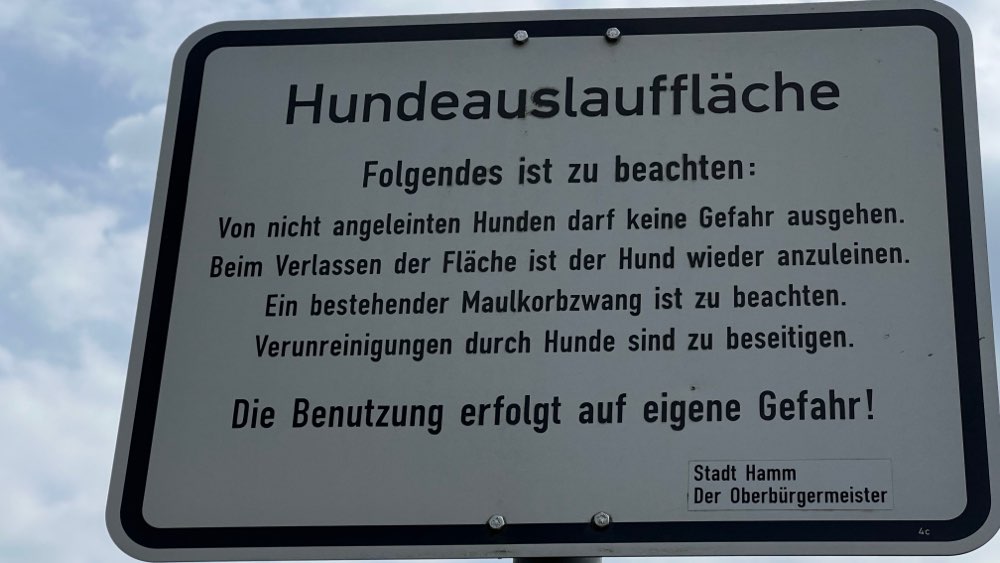 Hundeauslauffläche
Folgendes ist zu beachten:
Von nicht angeleinten Hunden darf keine Gefahr ausgehen.
Beim Verlassen der Fläche ist der Hund wieder anzuleinen.
Ein bestehender Maulkorbzwang ist zu beachten.
Verunreinigungen durch Hunde sind zu beseitigen.
Die Benutzung erfolgt auf eigene Gefahr!
Stadt Hamm
Der Oberbürgermeister
4c